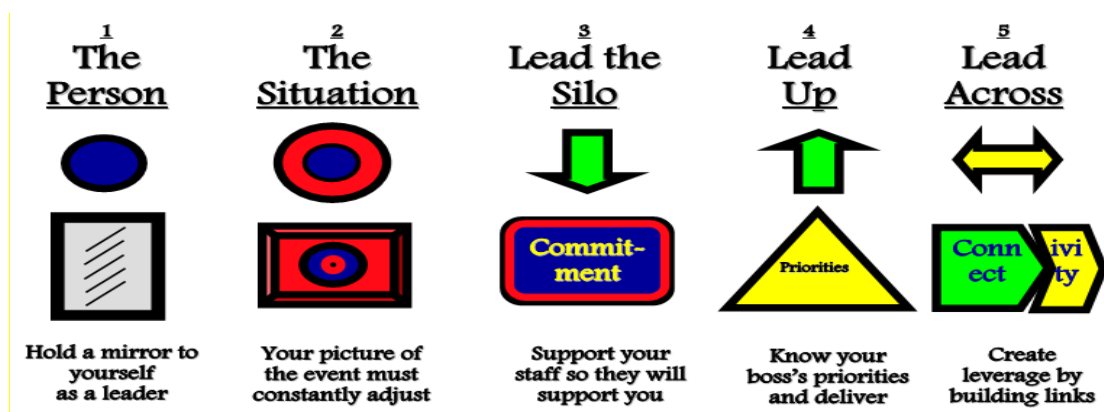 1
The
Person
Hold a mirror to
yourself
as a leader
2
The
Situation
Your picture of
the event must
constantly adjust
3
Lead the
Silo
Commit-
ment
Support your
staff so they will
support you
4
Lead
Up
Priorities
Know your
boss's priorities
and deliver
5
Lead
Across
Conn
ect
ivi
ty
Create
leverage by
building links